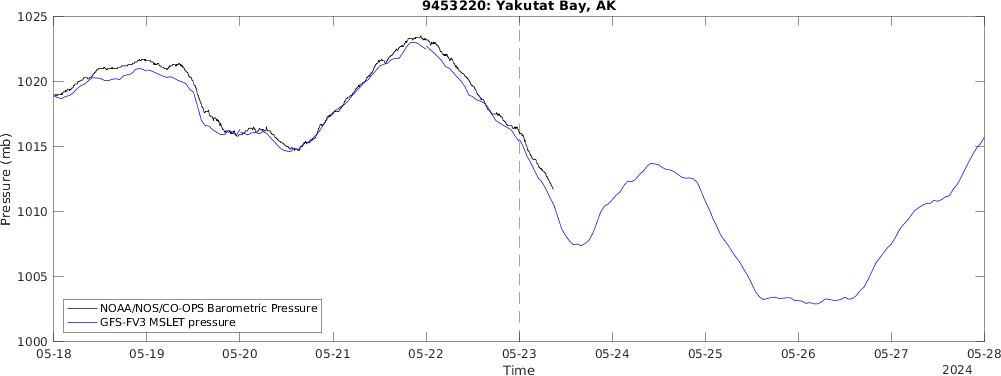 9453220: Yakutat Bay, AK
Pressure (mb)
1025
1020
1015
1010
1005
1000
NOAA/NOS/CO-OPS Barometric Pressure
GFS-FV3 MSLET pressure
05-18 05-19 05-20 05-21 05-22 05-23 05-24 05-25 05-26 05-27 05-28
Time
2024